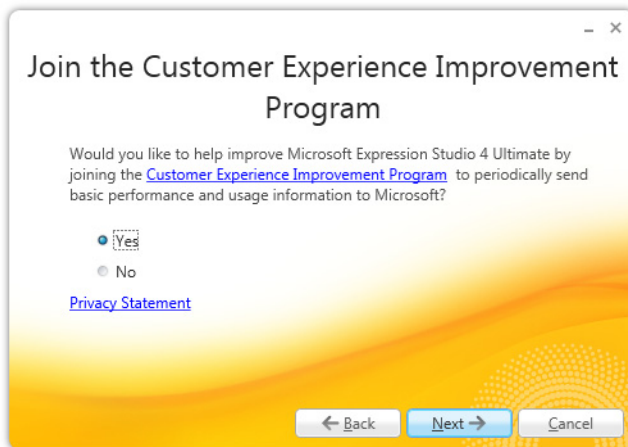 Join the Customer Experience Improvement
Program
Would you like to help improve Microsoft Expression Studio 4 Ultimate by
joining the Customer Experience Improvement Program to periodically send
basic performance and usage information to Microsoft?
Yes
No
Privacy Statement
Back
Next
Cancel